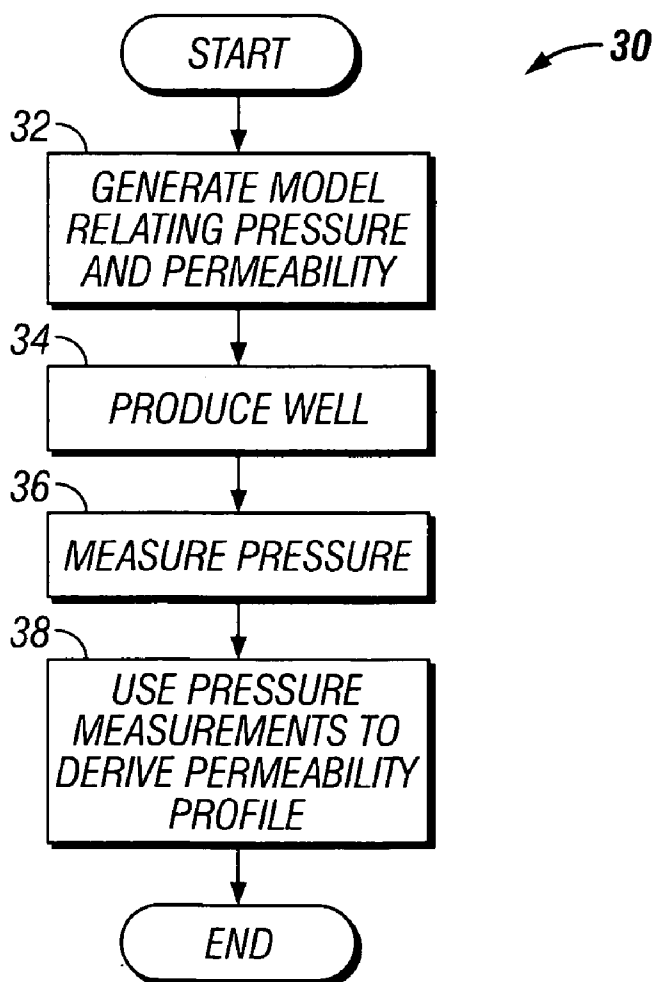 START
30
32
GENERATE MODEL
RELATING PRESSURE
AND PERMEABILITY
34
PRODUCE WELL
36
MEASURE PRESSURE
38
USE PRESSURE
MEASUREMENTS TO
DERIVE PERMEABILITY
PROFILE
END